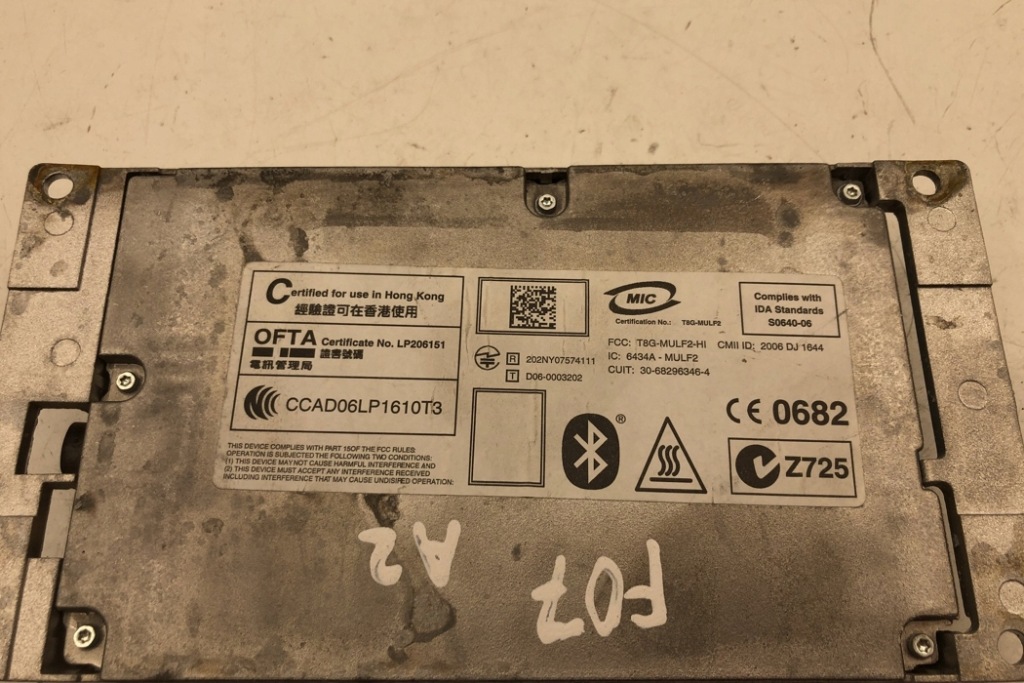 Certified for use in Hong Kong
經驗證可在香港使用
OFTA Certificate No. LP206151
電訊管理局 證書號碼
CCAD06LP1610T3
THIS DEVICE COMPLIES WITH PART 15OF THE FCC RULES:
OPERATION IS SUBJECTED THE FOLLOWING TWO CONDITIONS:
(1) THIS DEVICE MAY NOT CAUSE HARMFUL INTERFERENCE AND
(2) THIS DEVICE MUST ACCEPT ANY INTERFERENCE RECEIVED
INCLUDING INTERFERENCE THAT MAY CAUSE UNDESIRED OPERATION:
R 202NY07574111
T D06-0003202
MIC
Certification No.: T8G-MULF2
Complies with
IDA Standards
S0640-06
FCC: T8G-MULF2-HI CMII ID: 2006 DJ 1644
IC: 6434A - MULF2
CUIT: 30-68296346-4
®
CE 0682
Z725
F07
A2